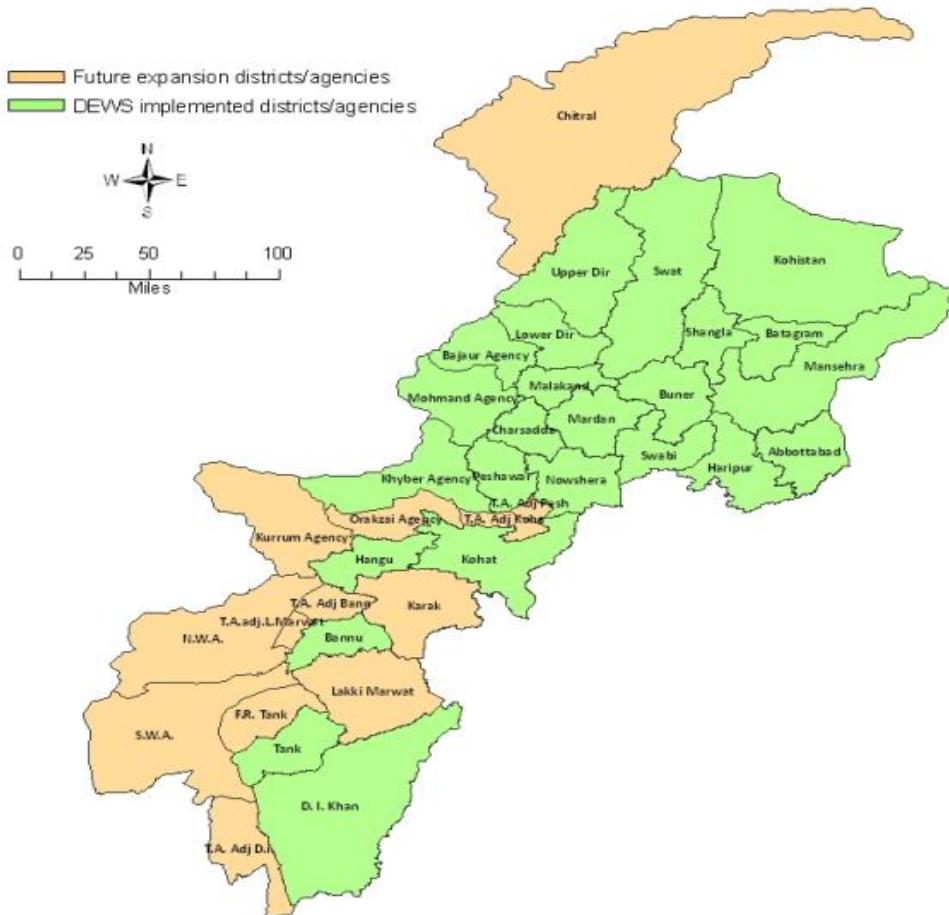 Future expansion districts/agencies
DEWS implemented districts/agencies
N
W E
S
0 25 50 100
Miles
Chitral
Upper Dir
Swat
Kohistan
Lower Dir
Shangla
Batagram
Bajaur Agency
Mansehra
Malakand
Mohmand Agency
Buner
Mardan
Charsadda
Abbottabad
Swabi
Haripur
Khyber Agency
Peshawar
Nowshera
T.A. Adj Pesh
Orakzai Agency
T.A. Adj Koha
Kurrum Agency
Hangu
Kohat
T.A. Adj Bann
Karak
T.A.adj.L.Marwat
N.W.A.
Bannu
Lakki Marwat
F.R. Tank
S.W.A.
Tank
D. I. Khan
T.A. Adj D.I.